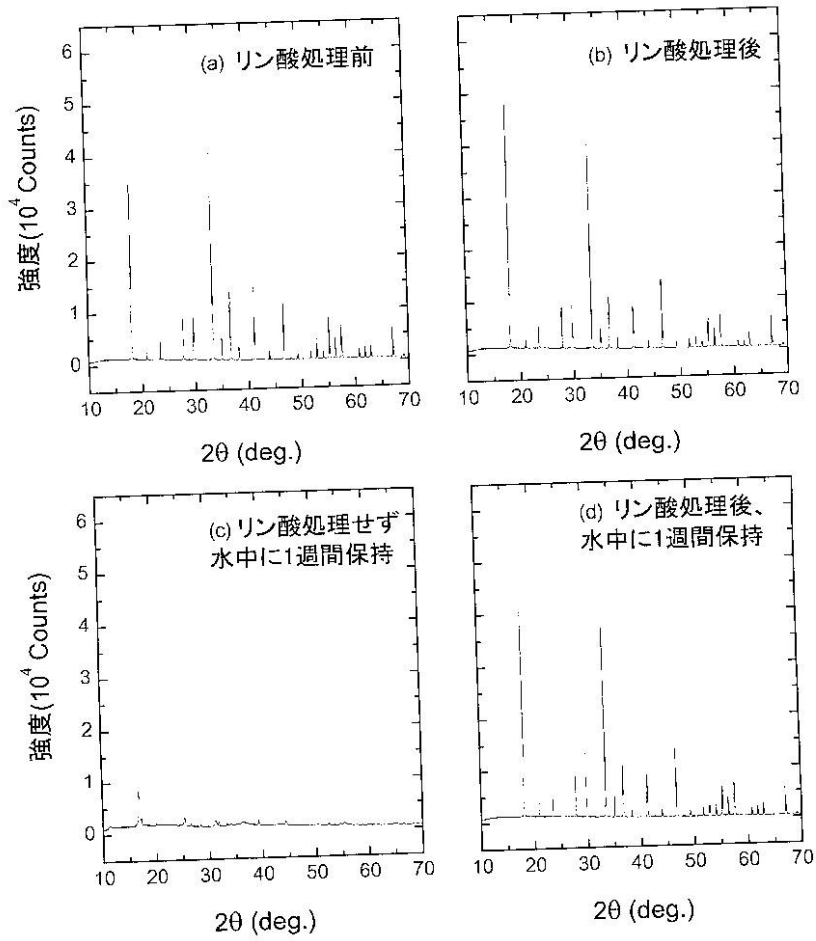 (a) リン酸処理前
6
5
4
3
2
1
0
強度(10⁴ Counts)
10 20 30 40 50 60 70
2θ (deg.)
(b) リン酸処理後
10 20 30 40 50 60 70
2θ (deg.)
(c) リン酸処理せず
水中に1週間保持
6
5
4
3
2
1
0
強度(10⁴ Counts)
10 20 30 40 50 60 70
2θ (deg.)
(d) リン酸処理後、
水中に1週間保持
10 20 30 40 50 60 70
2θ (deg.)